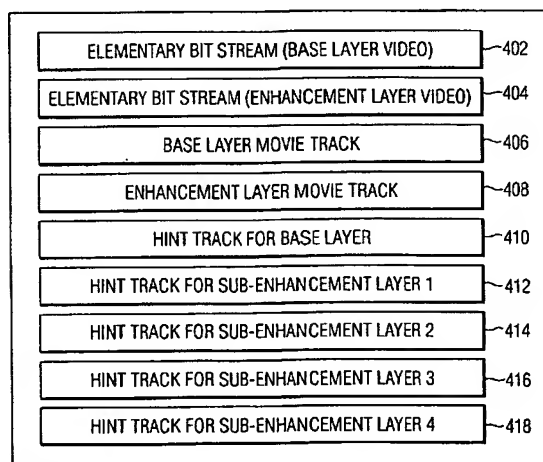 ELEMENTARY BIT STREAM (BASE LAYER VIDEO) 402
ELEMENTARY BIT STREAM (ENHANCEMENT LAYER VIDEO) 404
BASE LAYER MOVIE TRACK 406
ENHANCEMENT LAYER MOVIE TRACK 408
HINT TRACK FOR BASE LAYER 410
HINT TRACK FOR SUB-ENHANCEMENT LAYER 1 412
HINT TRACK FOR SUB-ENHANCEMENT LAYER 2 414
HINT TRACK FOR SUB-ENHANCEMENT LAYER 3 416
HINT TRACK FOR SUB-ENHANCEMENT LAYER 4 418